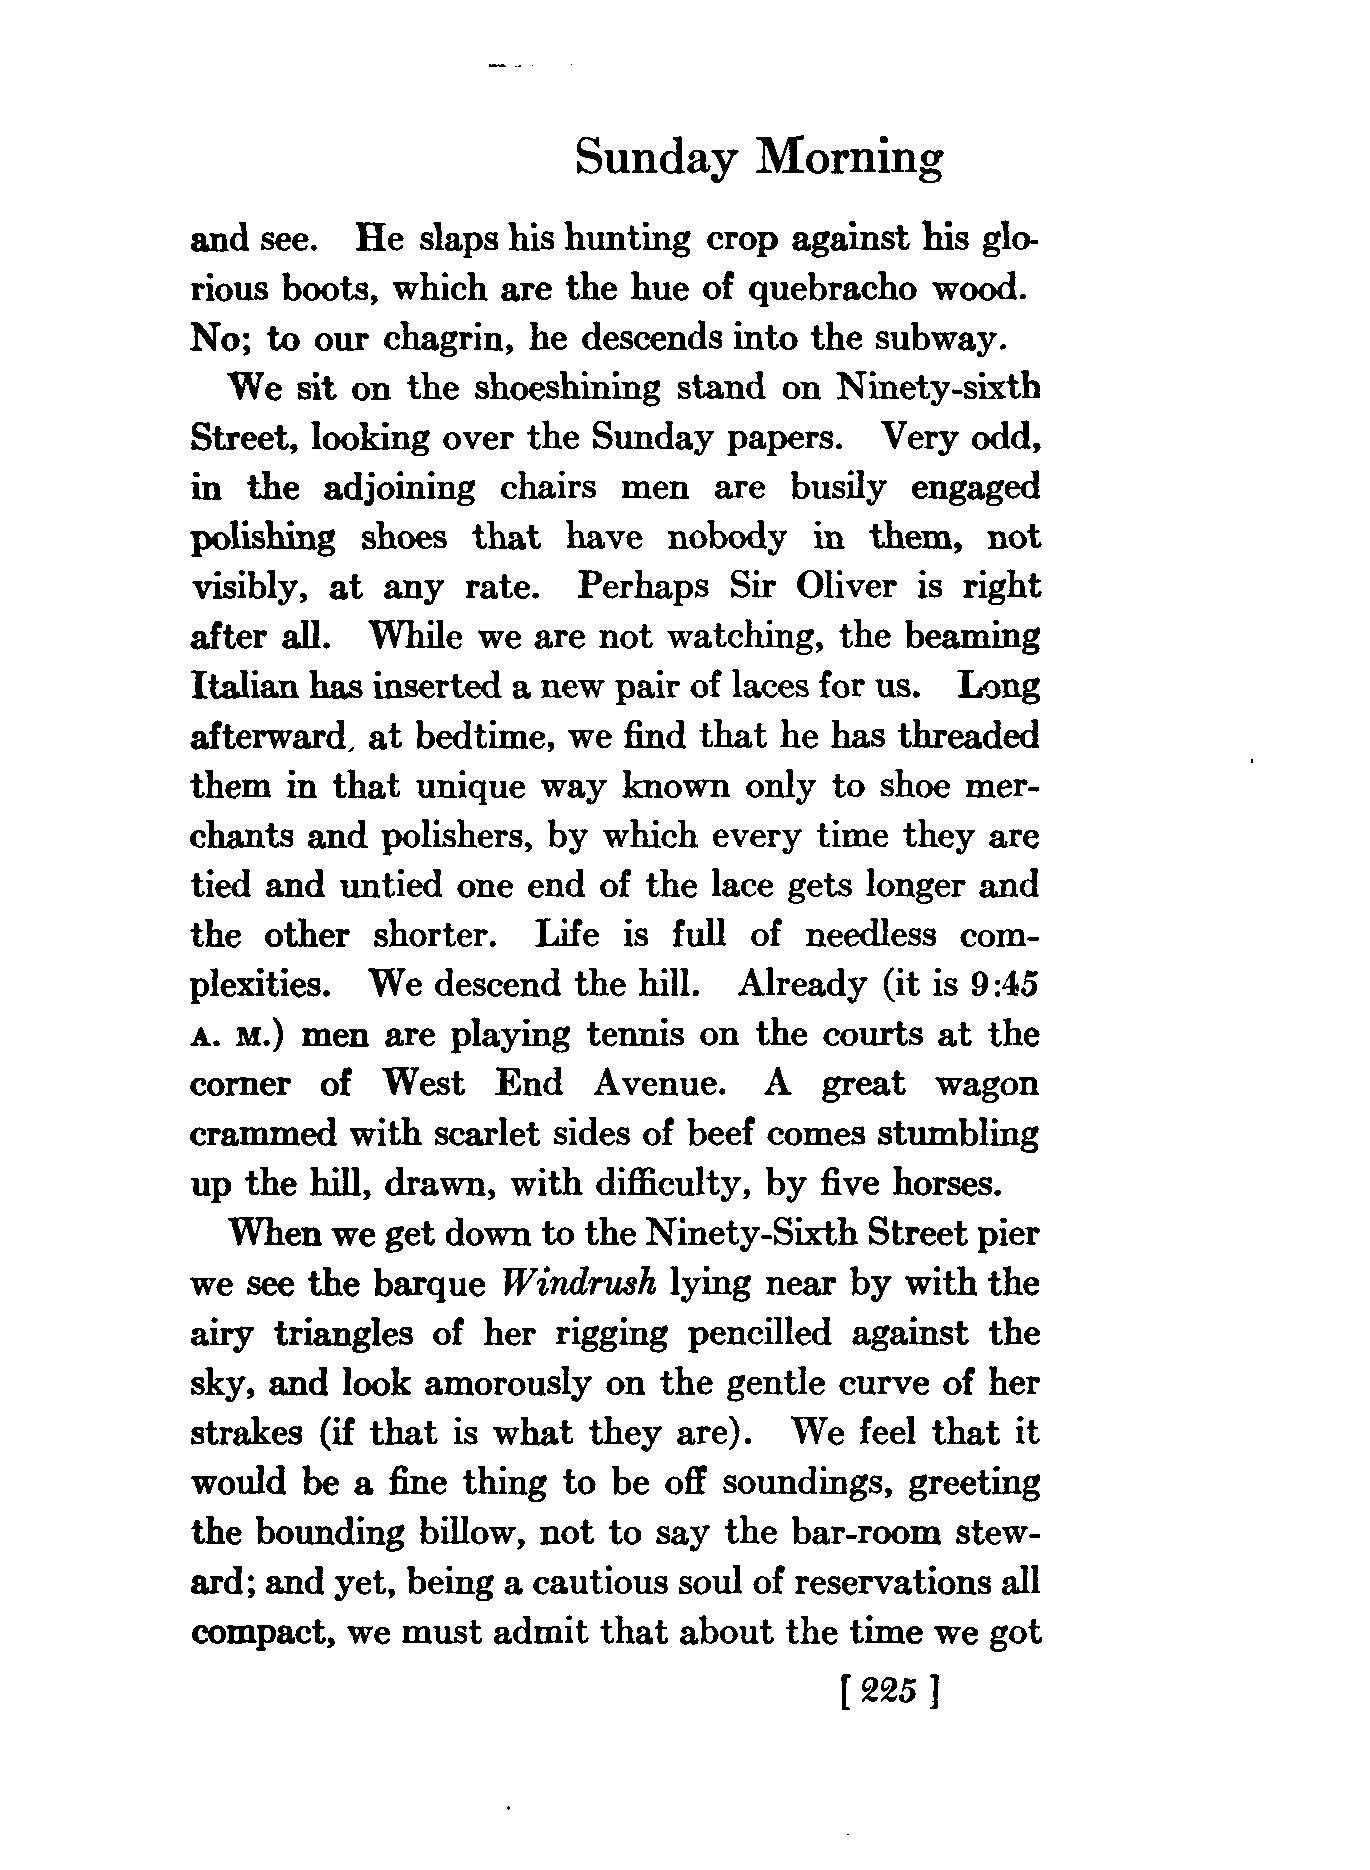 Sunday Morning
and see. He slaps his hunting crop against his glo-
rious boots, which are the hue of quebracho wood.
No; to our chagrin, he descends into the subway.
We sit on the shoeshining stand on Ninety-sixth
Street, looking over the Sunday papers. Very odd,
in the adjoining chairs men are busily engaged
polishing shoes that have nobody in them, not
visibly, at any rate. Perhaps Sir Oliver is right
after all. While we are not watching, the beaming
Italian has inserted a new pair of laces for us. Long
afterward, at bedtime, we find that he has threaded
them in that unique way known only to shoe mer-
chants and polishers, by which every time they are
tied and untied one end of the lace gets longer and
the other shorter. Life is full of needless com-
plexities. We descend the hill. Already (it is 9:45
A. M.) men are playing tennis on the courts at the
corner of West End Avenue. A great wagon
crammed with scarlet sides of beef comes stumbling
up the hill, drawn, with difficulty, by five horses.
When we get down to the Ninety-Sixth Street pier
we see the barque Windrush lying near by with the
airy triangles of her rigging pencilled against the
sky, and look amorously on the gentle curve of her
strakes (if that is what they are). We feel that it
would be a fine thing to be off soundings, greeting
the bounding billow, not to say the bar-room stew-
ard; and yet, being a cautious soul of reservations all
compact, we must admit that about the time we got
[ 225 ]